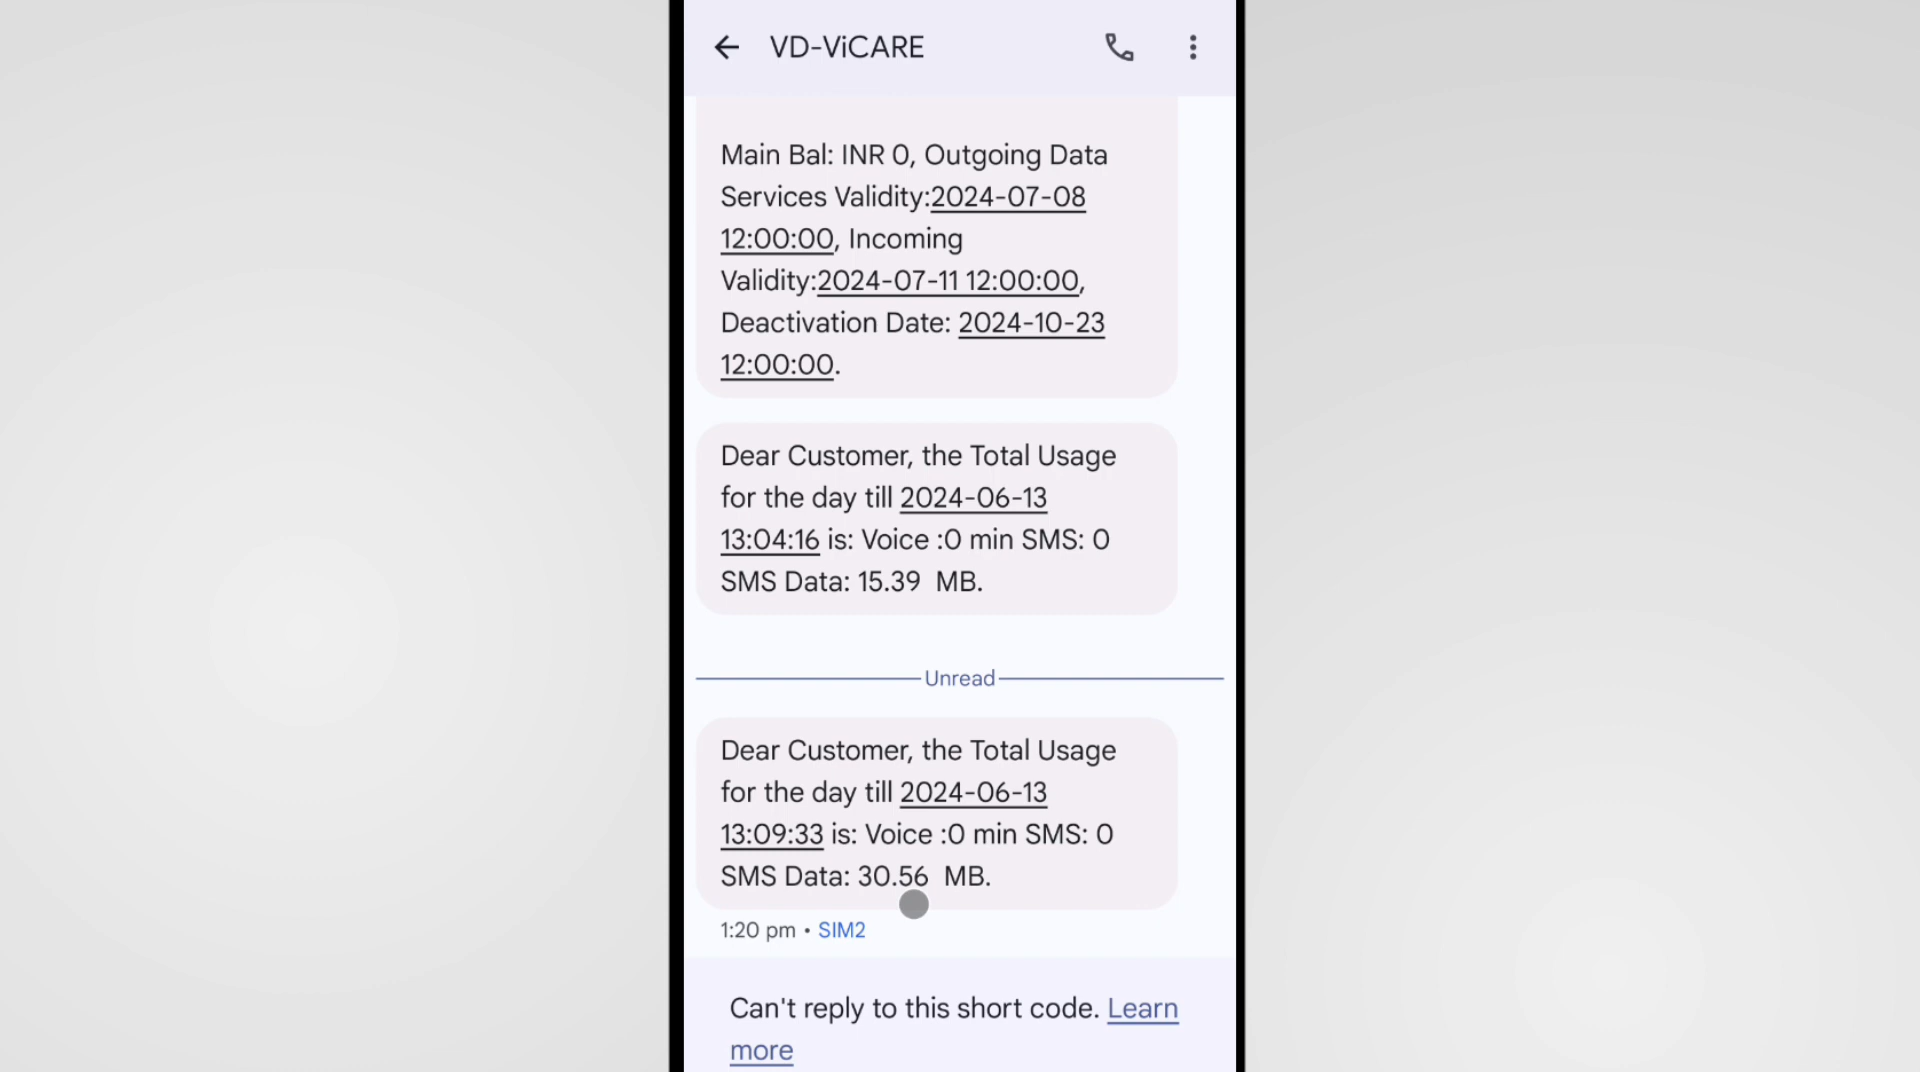 VD-ViCARE
Main Bal: INR 0, Outgoing Data
Services Validity:2024-07-08
12:00:00, Incoming
Validity:2024-07-11 12:00:00,
Deactivation Date: 2024-10-23
12:00:00.
Dear Customer, the Total Usage
for the day till 2024-06-13
13:04:16 is: Voice :0 min SMS: 0
SMS Data: 15.39  MB.
Unread
Dear Customer, the Total Usage
for the day till 2024-06-13
13:09:33 is: Voice :0 min SMS: 0
SMS Data: 30.56  MB.
1:20 pm • SIM2
Can't reply to this short code. Learn
more